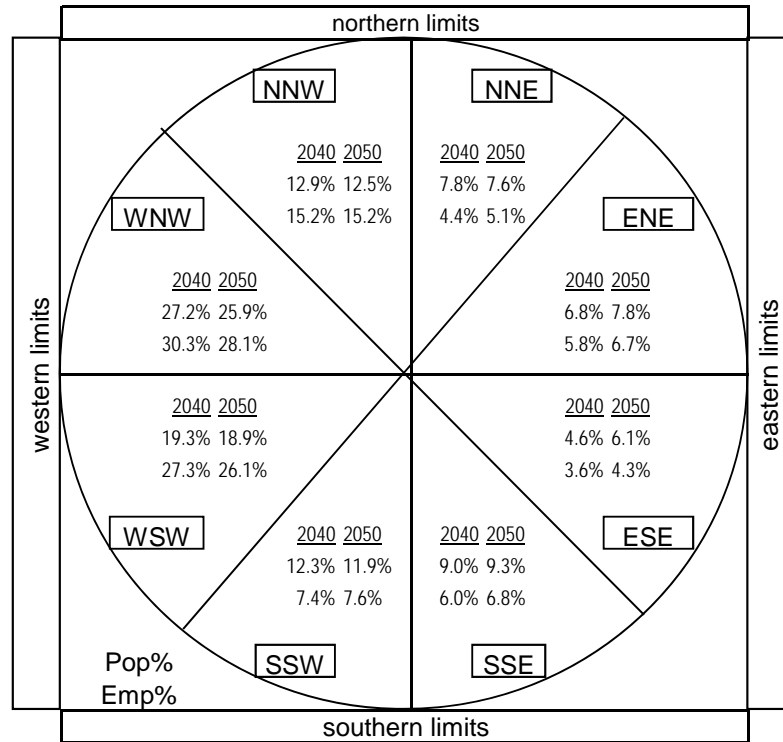 northern limits
NNW
NNE
2040 2050
12.9% 12.5%
15.2% 15.2%
2040 2050
7.8% 7.6%
4.4% 5.1%
WNW
ENE
2040 2050
27.2% 25.9%
30.3% 28.1%
2040 2050
6.8% 7.8%
5.8% 6.7%
western limits
eastern limits
2040 2050
19.3% 18.9%
27.3% 26.1%
2040 2050
4.6% 6.1%
3.6% 4.3%
WSW
ESE
2040 2050
12.3% 11.9%
7.4% 7.6%
2040 2050
9.0% 9.3%
6.0% 6.8%
SSW
SSE
Pop%
Emp%
southern limits